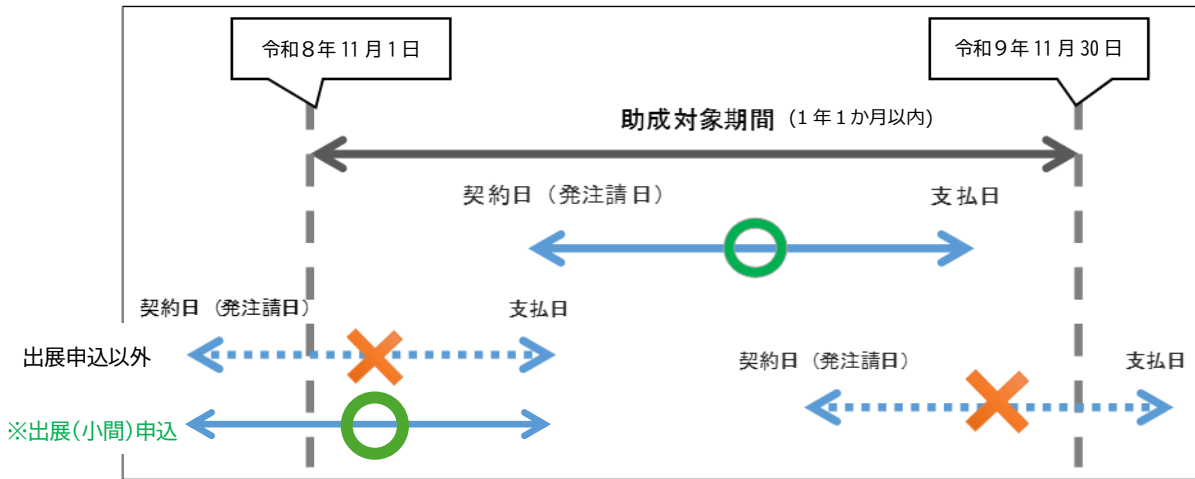 令和8年 11 月 1 日
令和9年 11 月 30 日
助成対象期間 (1 年 1 か月以内)
契約日（発注請日）
支払日
契約日（発注請日）
支払日
出展申込以外
契約日（発注請日）
支払日
※出展(小間)申込